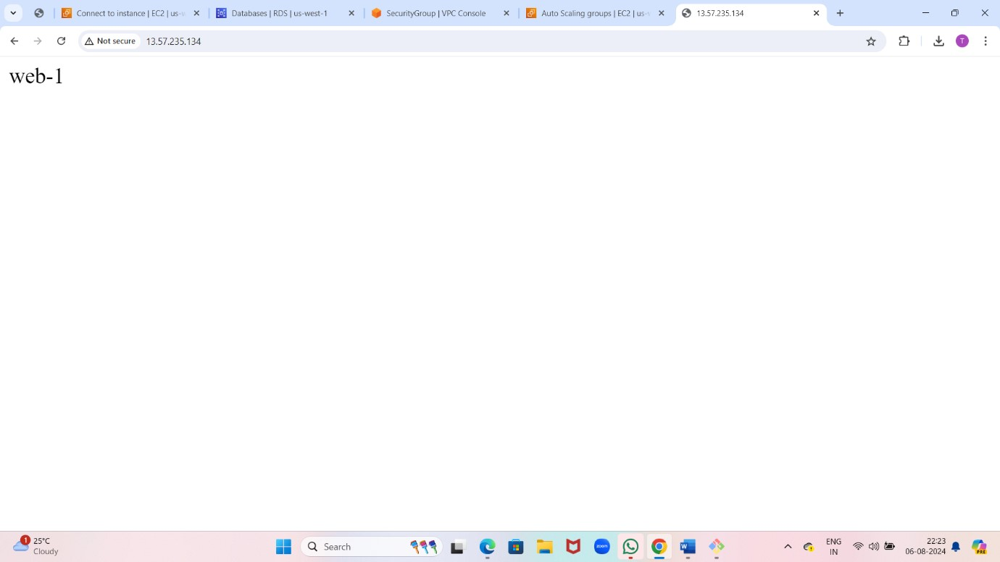 Connect to instance | EC2 | us-w
Databases | RDS | us-west-1
SecurityGroup | VPC Console
Auto Scaling groups | EC2 | us-w
13.57.235.134
Not secure
13.57.235.134
T
web-1
1
25°C
Cloudy
Search
zoom
W
ENG
IN
22:23
06-08-2024
PRE